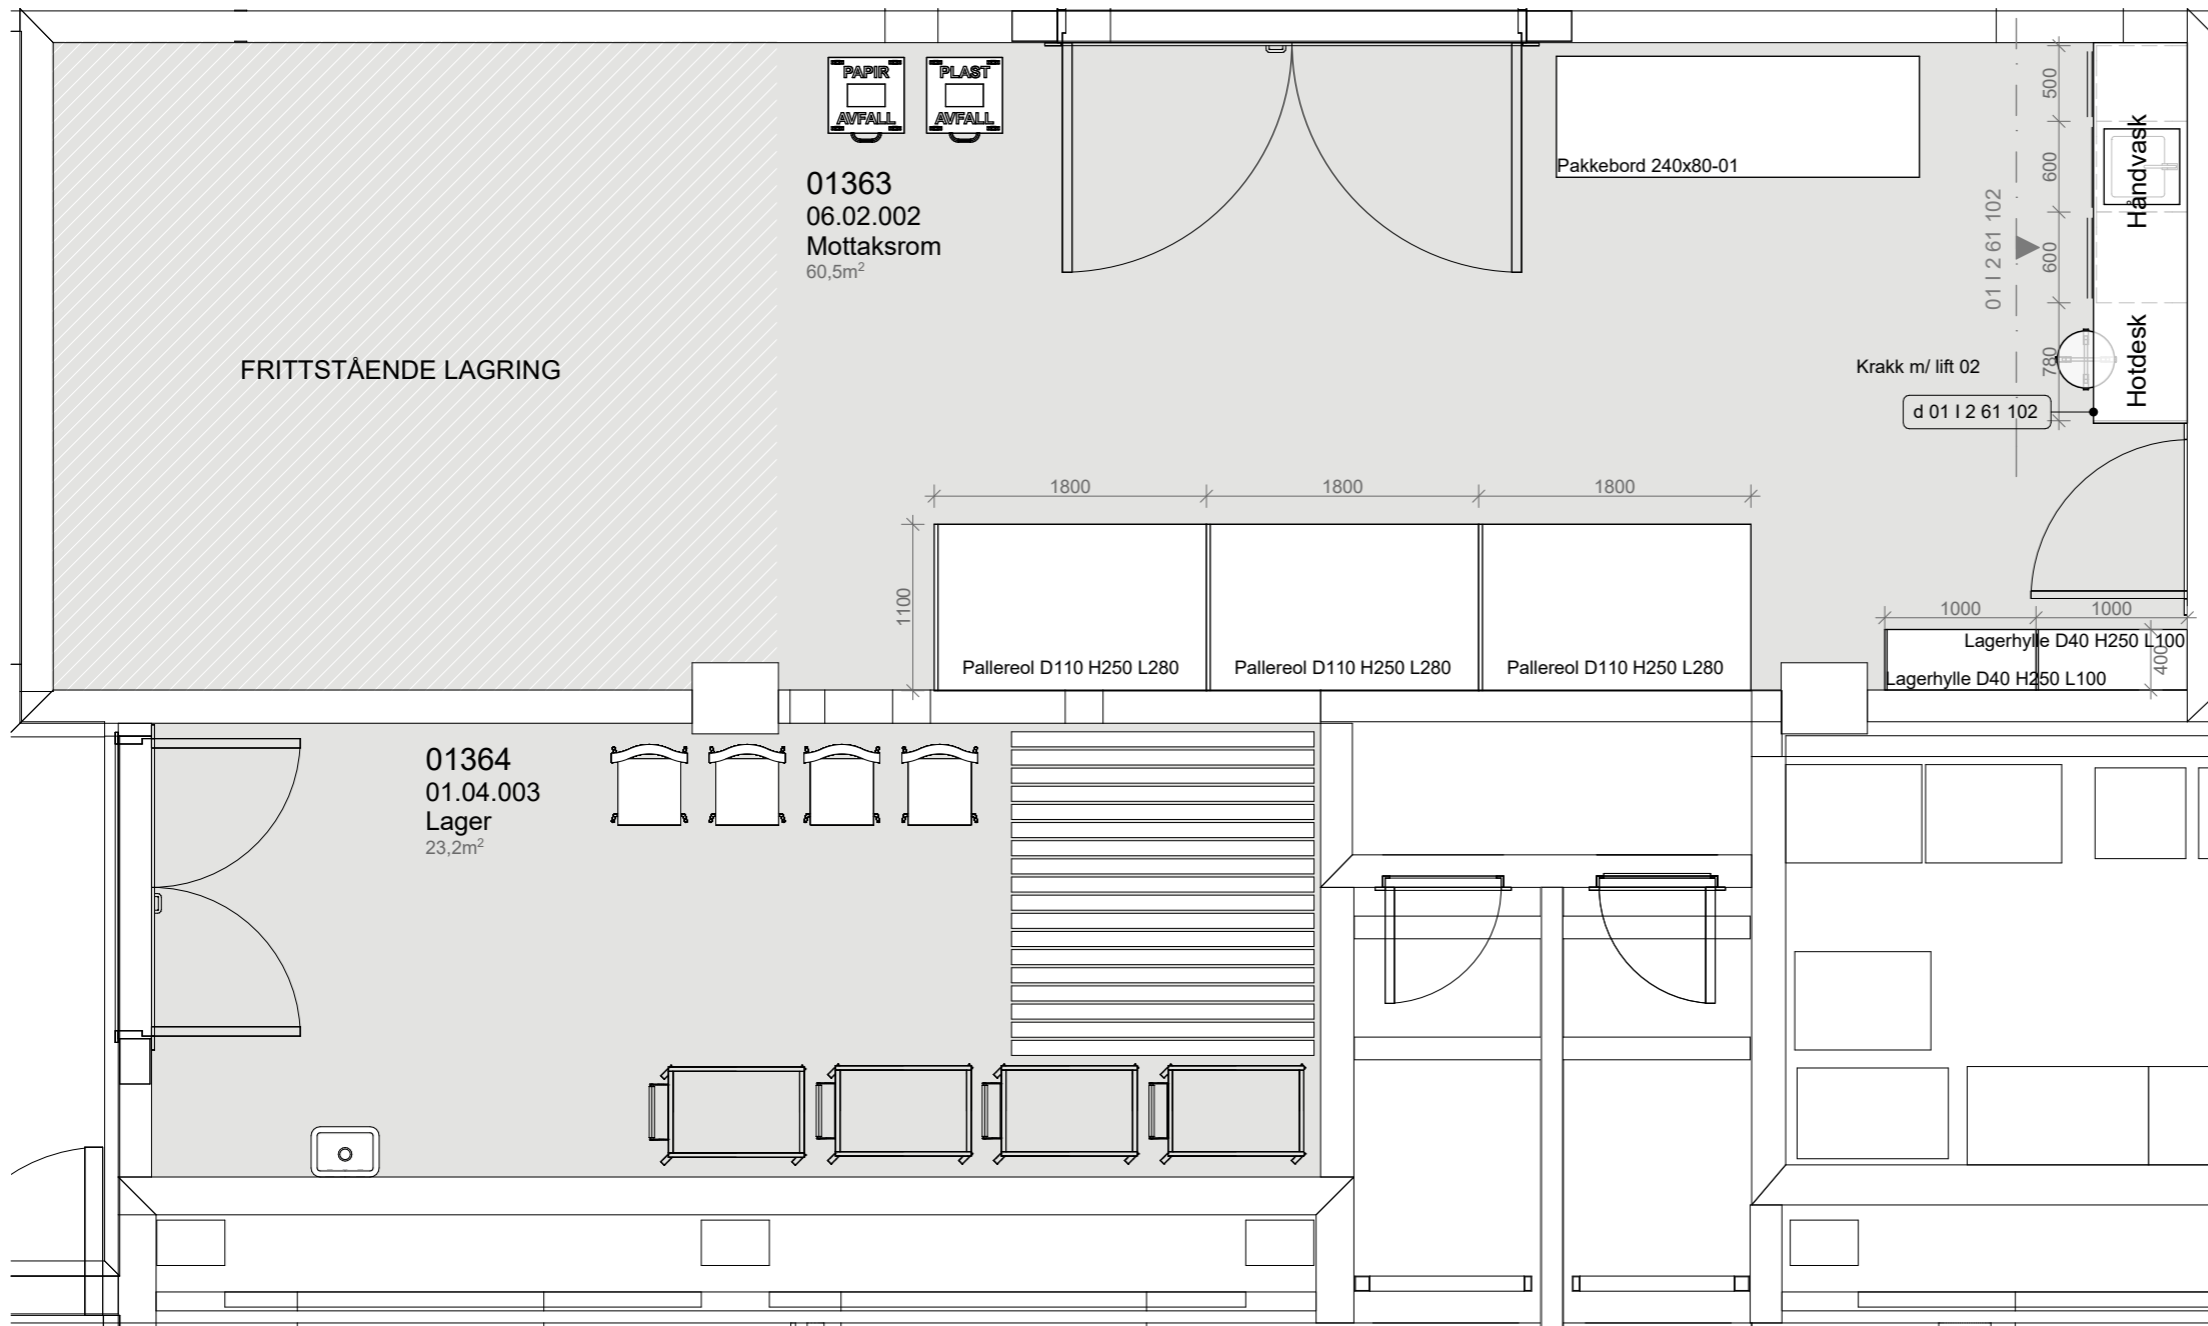 PAPIR
AVFALL
PLAST
AVFALL
01363
06.02.002
Mottaksrom
60,5m²
FRITTSTÅENDE LAGRING
Pakkebord 240x80-01
500
600
600
780
Håndvask
Hotdesk
01 I 2 61 102
Krakk m/ lift 02
d 01 I 2 61 102
1800
1800
1800
1100
Pallereol D110 H250 L280
Pallereol D110 H250 L280
Pallereol D110 H250 L280
1000
1000
Lagerhylle D40 H250 L100
400
Lagerhylle D40 H250 L100
01364
01.04.003
Lager
23,2m²